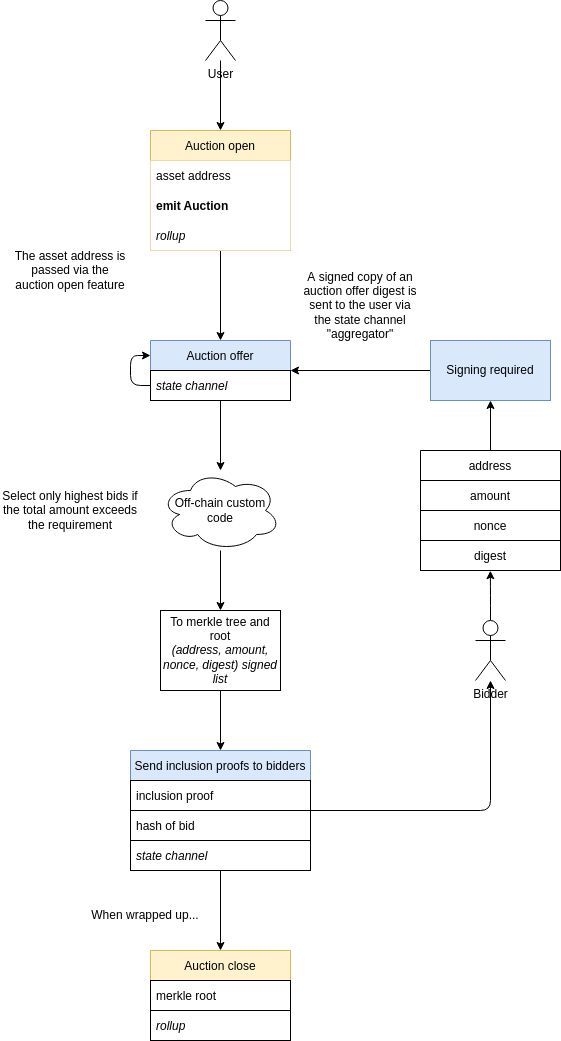 User
Auction open
asset address
emit Auction
rollup
The asset address is
passed via the
auction open feature
A signed copy of an
auction offer digest is
sent to the user via
the state channel
"aggregator"
Auction offer
state channel
Signing required
address
amount
nonce
digest
Select only highest bids if
the total amount exceeds
the requirement
Off-chain custom
code
To merkle tree and
root
(address, amount,
nonce, digest) signed
list
Bidder
Send inclusion proofs to bidders
inclusion proof
hash of bid
state channel
When wrapped up...
Auction close
merkle root
rollup